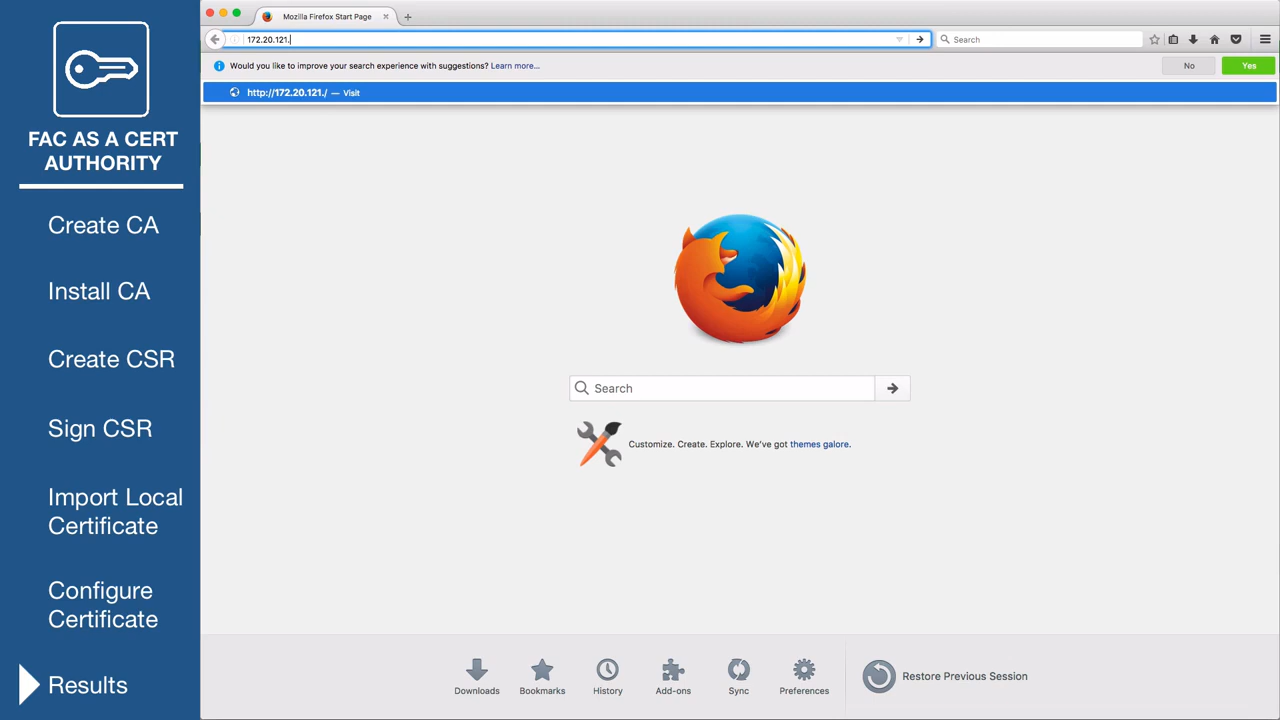 FAC AS A CERT
AUTHORITY
Create CA
Install CA
Create CSR
Sign CSR
Import Local
Certificate
Configure
Certificate
Results
Mozilla Firefox Start Page
172.20.121.
Search
Would you like to improve your search experience with suggestions? Learn more...
No
Yes
http://172.20.121./ — Visit
Search
Customize. Create. Explore. We've got themes galore.
Downloads
Bookmarks
History
Add-ons
Sync
Preferences
Restore Previous Session